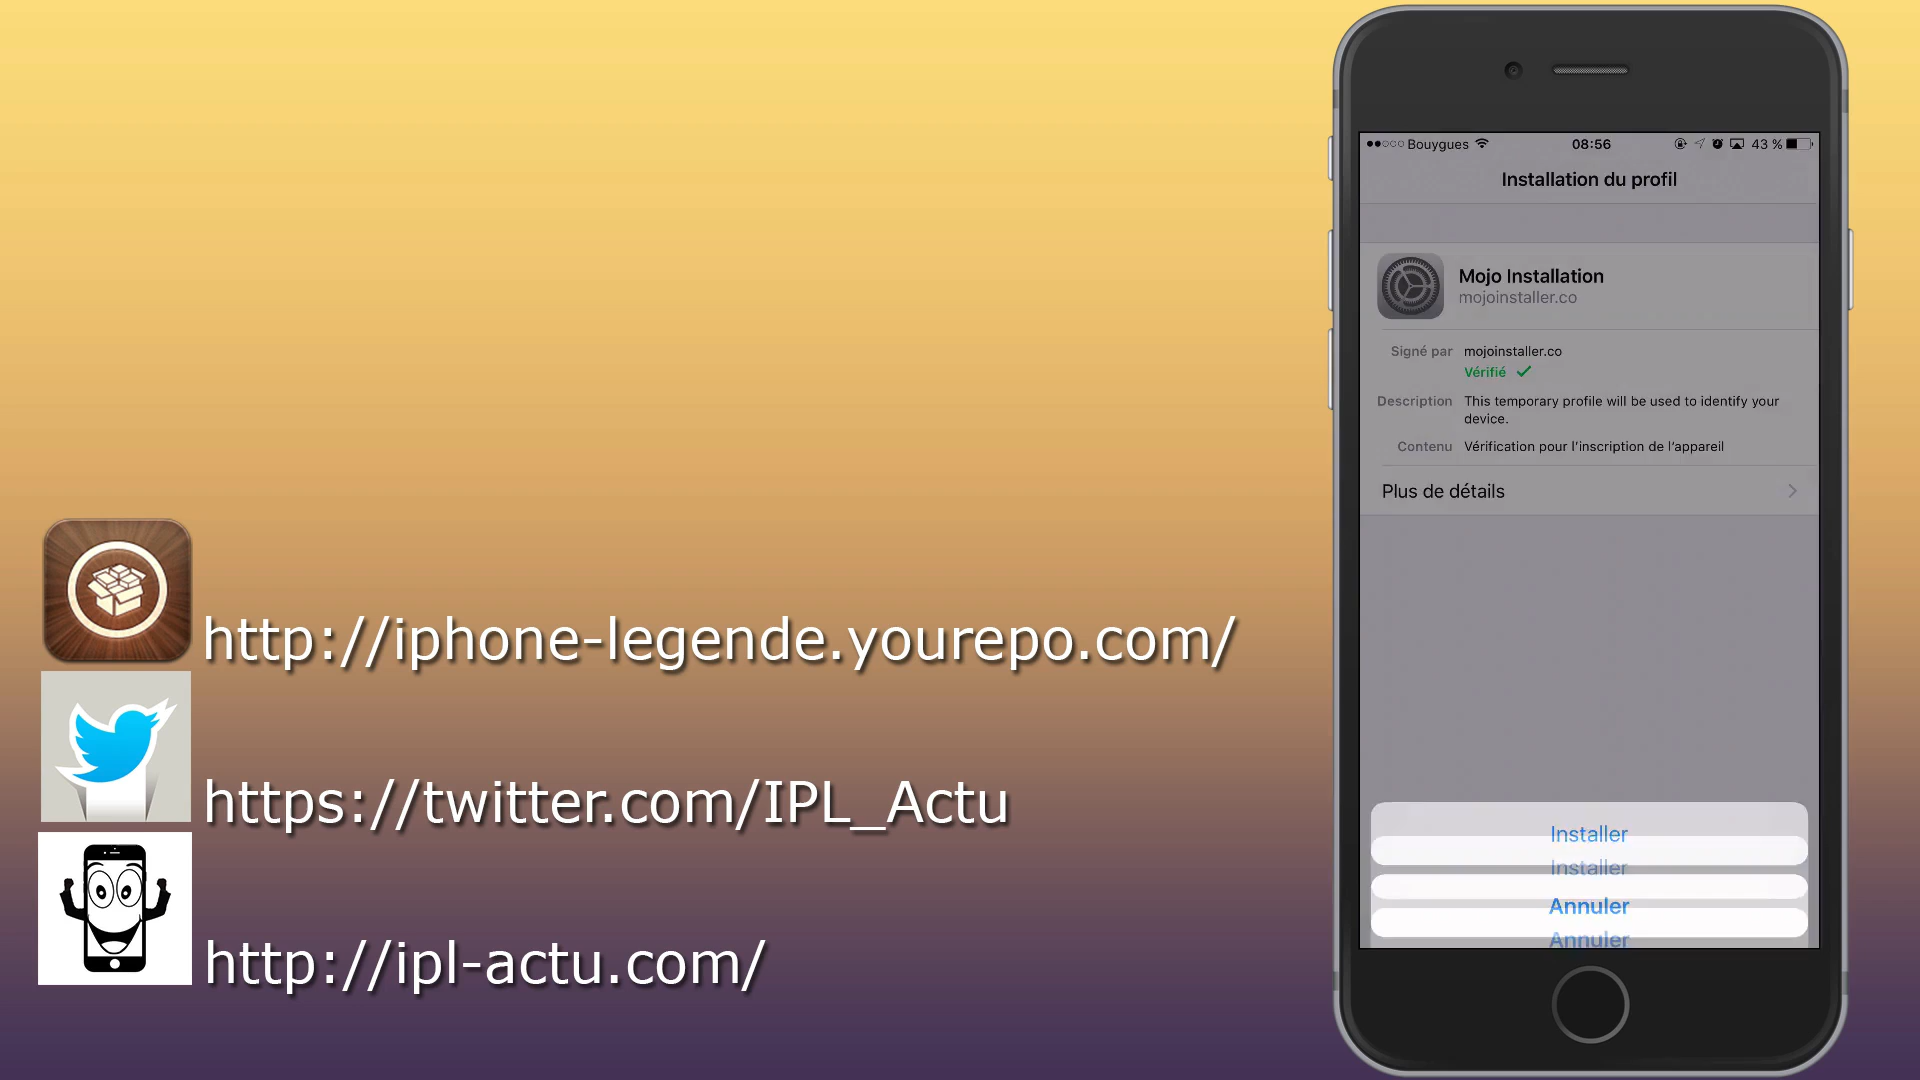 http://iphone-legende.yourepo.com/
https://twitter.com/IPL_Actu
http://ipl-actu.com/
Bouygues 08:56 43 %
Installation du profil
Mojo Installation
mojoinstaller.co
Signé par mojoinstaller.co
Vérifié
Description This temporary profile will be used to identify your
device.
Contenu Vérification pour l'inscription de l'appareil
Plus de détails
Installer
Installer
Annuler
Annuler